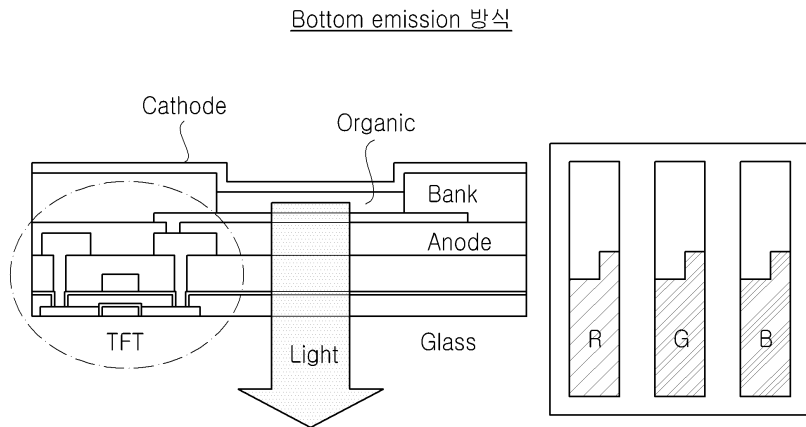 Bottom emission 방식
Cathode
Organic
Bank
Anode
TFT
Light
Glass
R
G
B